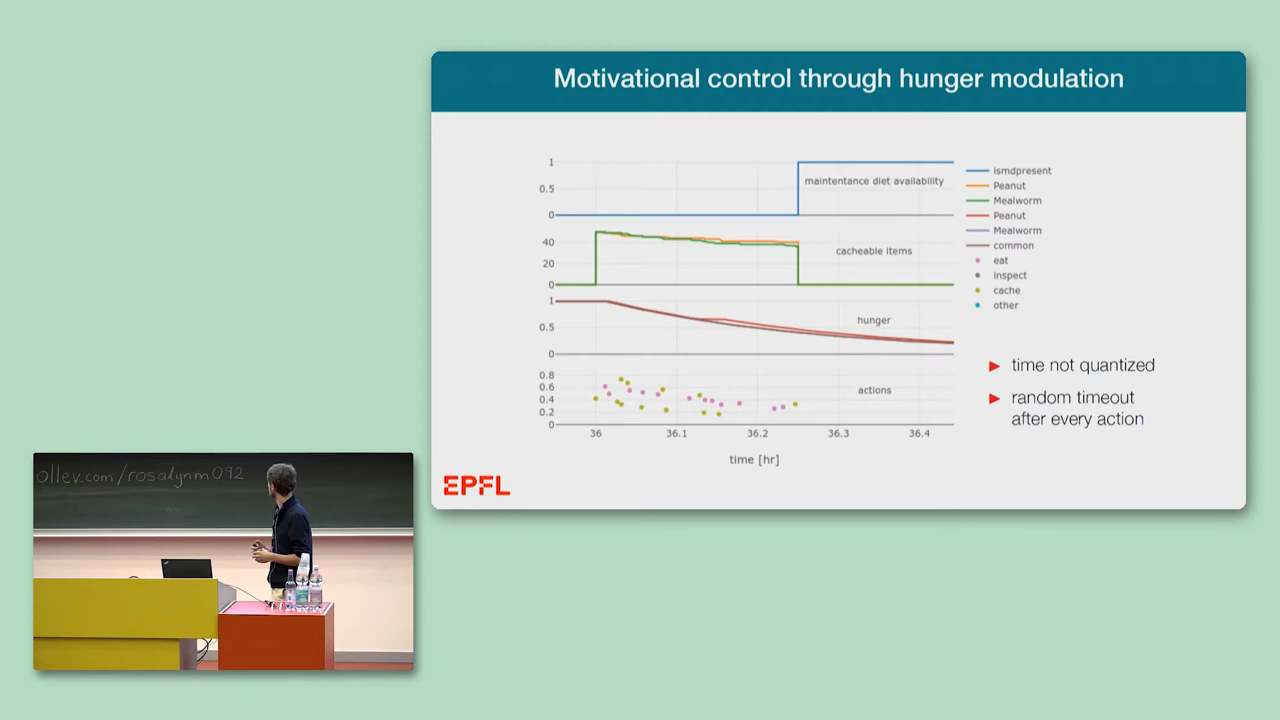 Motivational control through hunger modulation
1
0.5
0
maintentance diet availability
40
20
0
cacheable items
1
0.5
0
hunger
0.8
0.6
0.4
0.2
0
actions
36
36.1
36.2
36.3
36.4
time [hr]
ismdpresent
Peanut
Mealworm
Peanut
Mealworm
common
eat
inspect
cache
other
time not quantized
random timeout
after every action
EPFL
ollev.com/rosalynm092